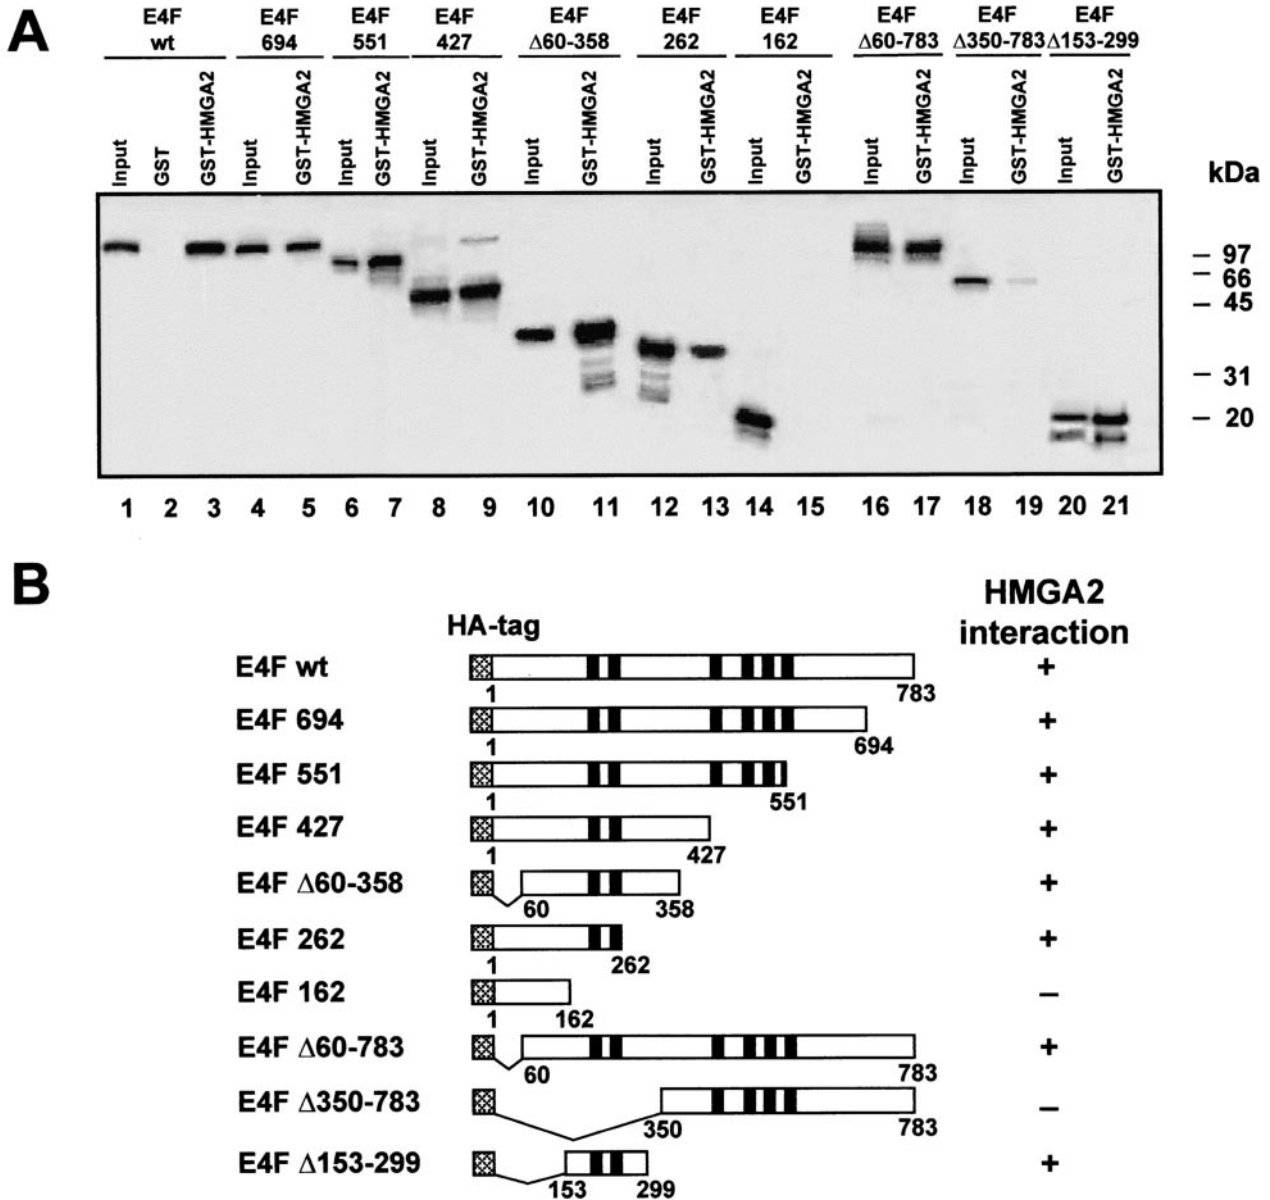 A
E4F wt
E4F 694
E4F 551
E4F 427
E4F Δ60-358
E4F 262
E4F 162
E4F Δ60-783
E4F Δ350-783
E4F Δ153-299
Input GST GST-HMGA2 Input GST-HMGA2 Input GST-HMGA2 Input GST-HMGA2 Input GST-HMGA2 Input GST-HMGA2 Input GST-HMGA2 Input GST-HMGA2 Input GST-HMGA2 Input GST-HMGA2
kDa
– 97
– 66
– 45
– 31
– 20
1 2 3 4 5 6 7 8 9 10 11 12 13 14 15 16 17 18 19 20 21
B
HMGA2
interaction
HA-tag
E4F wt +
1 783
E4F 694 +
1 694
E4F 551 +
1 551
E4F 427 +
1 427
E4F Δ60-358 +
60 358
E4F 262 +
1 262
E4F 162 –
1 162
E4F Δ60-783 +
60 783
E4F Δ350-783 –
350 783
E4F Δ153-299 +
153 299